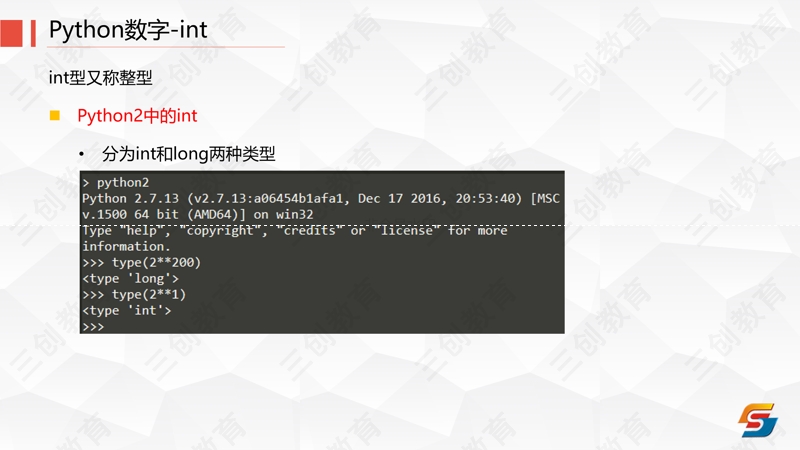 Python数字-int
int型又称整型
Python2中的int
分为int和long两种类型
> python2
Python 2.7.13 (v2.7.13:a06454b1afa1, Dec 17 2016, 20:53:40) [MSC
v.1500 64 bit (AMD64)] on win32
Type "help", "copyright", "credits" or "license" for more
information.
>>> type(2**200)
<type 'long'>
>>> type(2**1)
<type 'int'>
>>>
三创教育